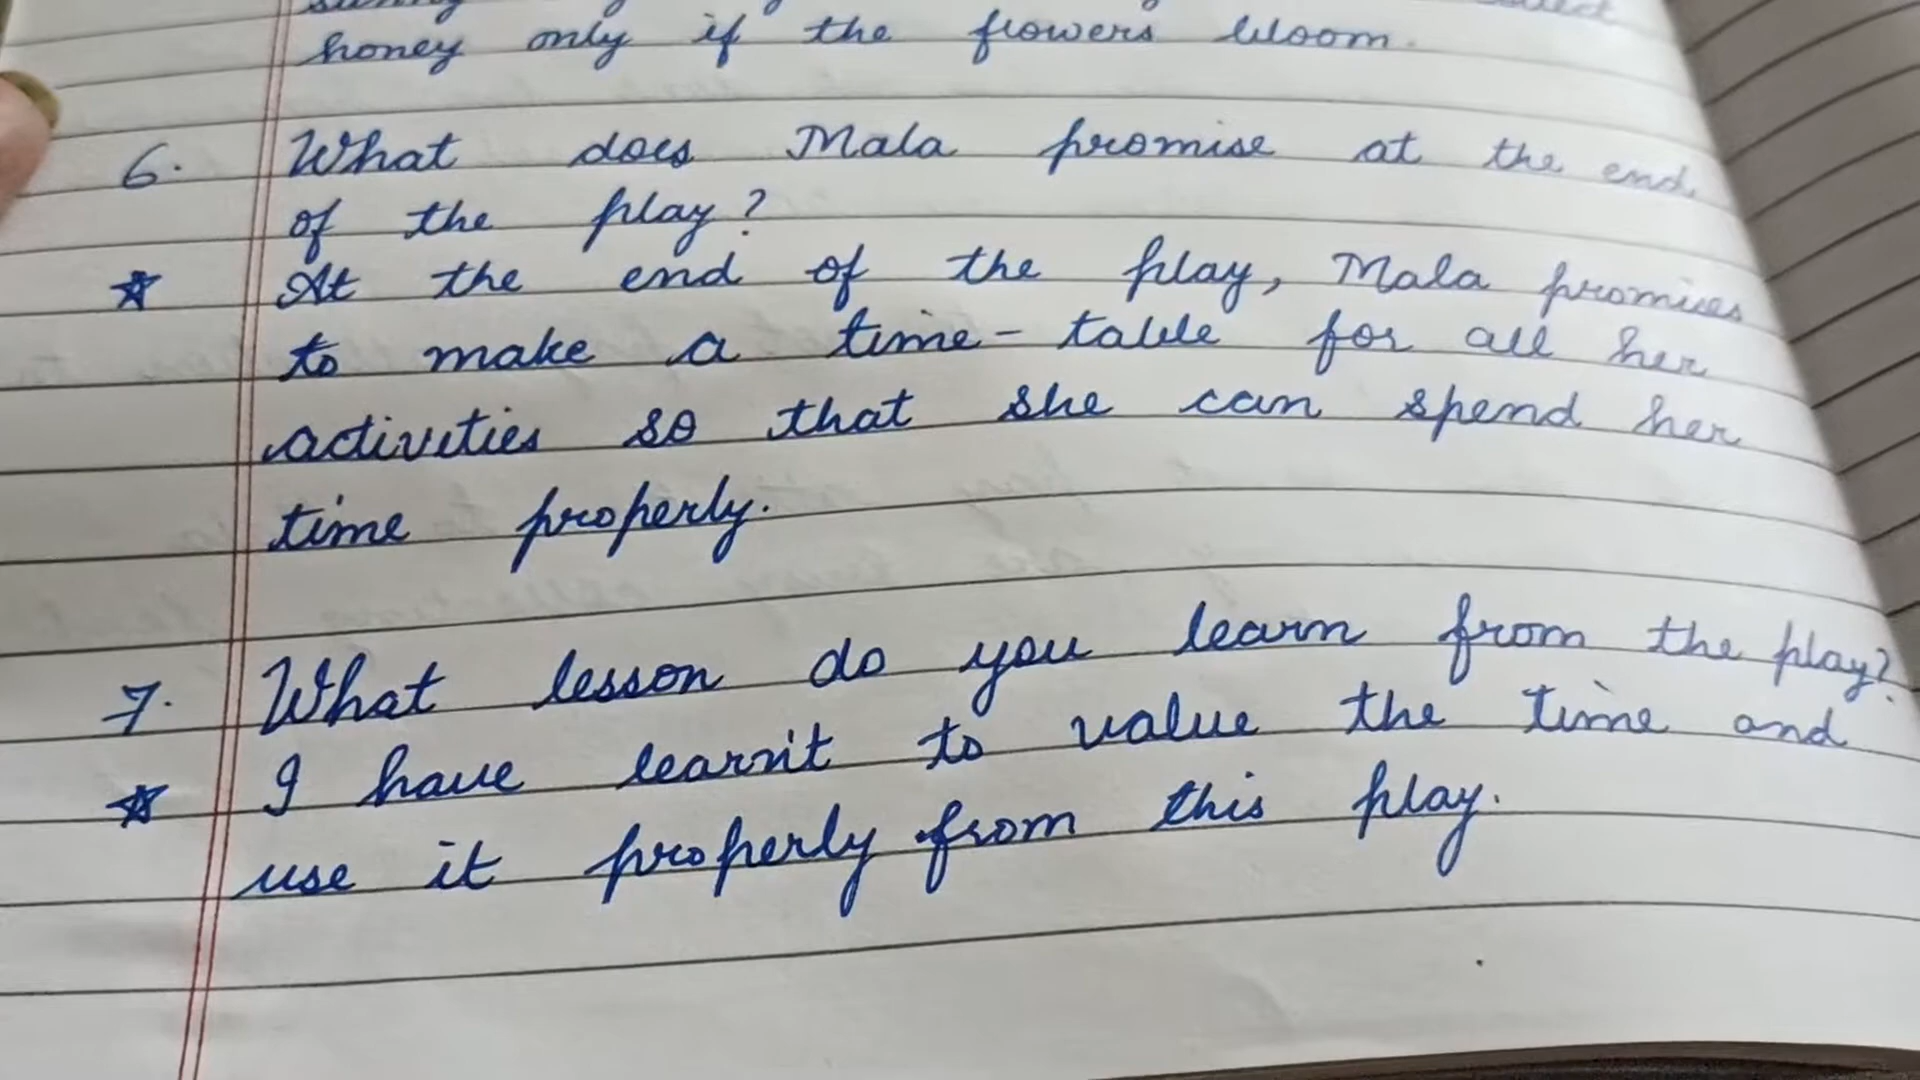 honey only if the flowers bloom.
6. What does Mala promise at the end
of the play?
At the end of the play, Mala promises
to make a time-table for all her
activities so that she can spend her
time properly.
7. What lesson do you learn from the play?
I have learnit to value the time and
use it properly from this play.